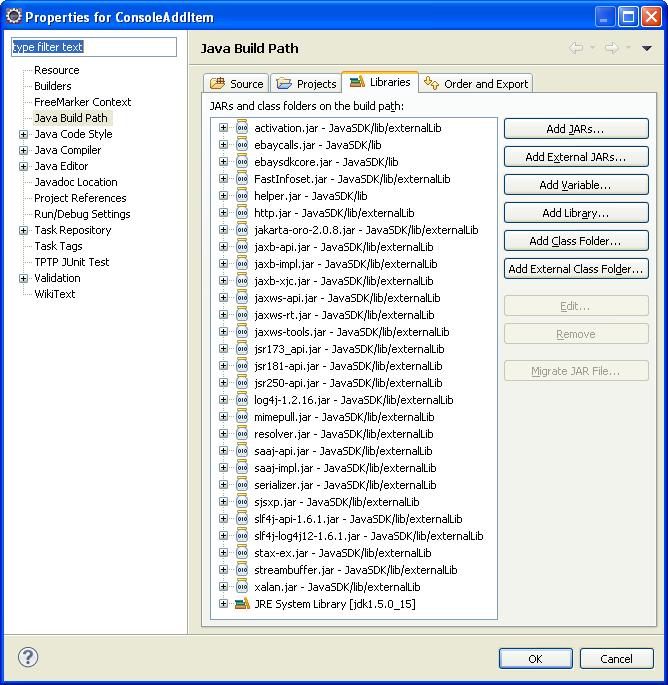 Properties for ConsoleAddItem
type filter text
Resource
Builders
FreeMarker Context
Java Build Path
Java Code Style
Java Compiler
Java Editor
Javadoc Location
Project References
Run/Debug Settings
Task Repository
Task Tags
TPTP JUnit Test
Validation
WikiText
Java Build Path
Source
Projects
Libraries
Order and Export
JARs and class folders on the build path:
activation.jar - JavaSDK/lib/externalLib
ebaycalls.jar - JavaSDK/lib
ebaysdkcore.jar - JavaSDK/lib
FastInfoset.jar - JavaSDK/lib/externalLib
helper.jar - JavaSDK/lib
http.jar - JavaSDK/lib/externalLib
jakarta-oro-2.0.8.jar - JavaSDK/lib/externalLib
jaxb-api.jar - JavaSDK/lib/externalLib
jaxb-impl.jar - JavaSDK/lib/externalLib
jaxb-xjc.jar - JavaSDK/lib/externalLib
jaxws-api.jar - JavaSDK/lib/externalLib
jaxws-rt.jar - JavaSDK/lib/externalLib
jaxws-tools.jar - JavaSDK/lib/externalLib
jsr173_api.jar - JavaSDK/lib/externalLib
jsr181-api.jar - JavaSDK/lib/externalLib
jsr250-api.jar - JavaSDK/lib/externalLib
log4j-1.2.16.jar - JavaSDK/lib/externalLib
mimepull.jar - JavaSDK/lib/externalLib
resolver.jar - JavaSDK/lib/externalLib
saaj-api.jar - JavaSDK/lib/externalLib
saaj-impl.jar - JavaSDK/lib/externalLib
serializer.jar - JavaSDK/lib/externalLib
sjsxp.jar - JavaSDK/lib/externalLib
slf4j-api-1.6.1.jar - JavaSDK/lib/externalLib
slf4j-log4j12-1.6.1.jar - JavaSDK/lib/externalLib
stax-ex.jar - JavaSDK/lib/externalLib
streambuffer.jar - JavaSDK/lib/externalLib
xalan.jar - JavaSDK/lib/externalLib
JRE System Library [jdk1.5.0_15]
Add JARs...
Add External JARs...
Add Variable...
Add Library...
Add Class Folder...
Add External Class Folder...
Edit...
Remove
Migrate JAR File...
OK
Cancel